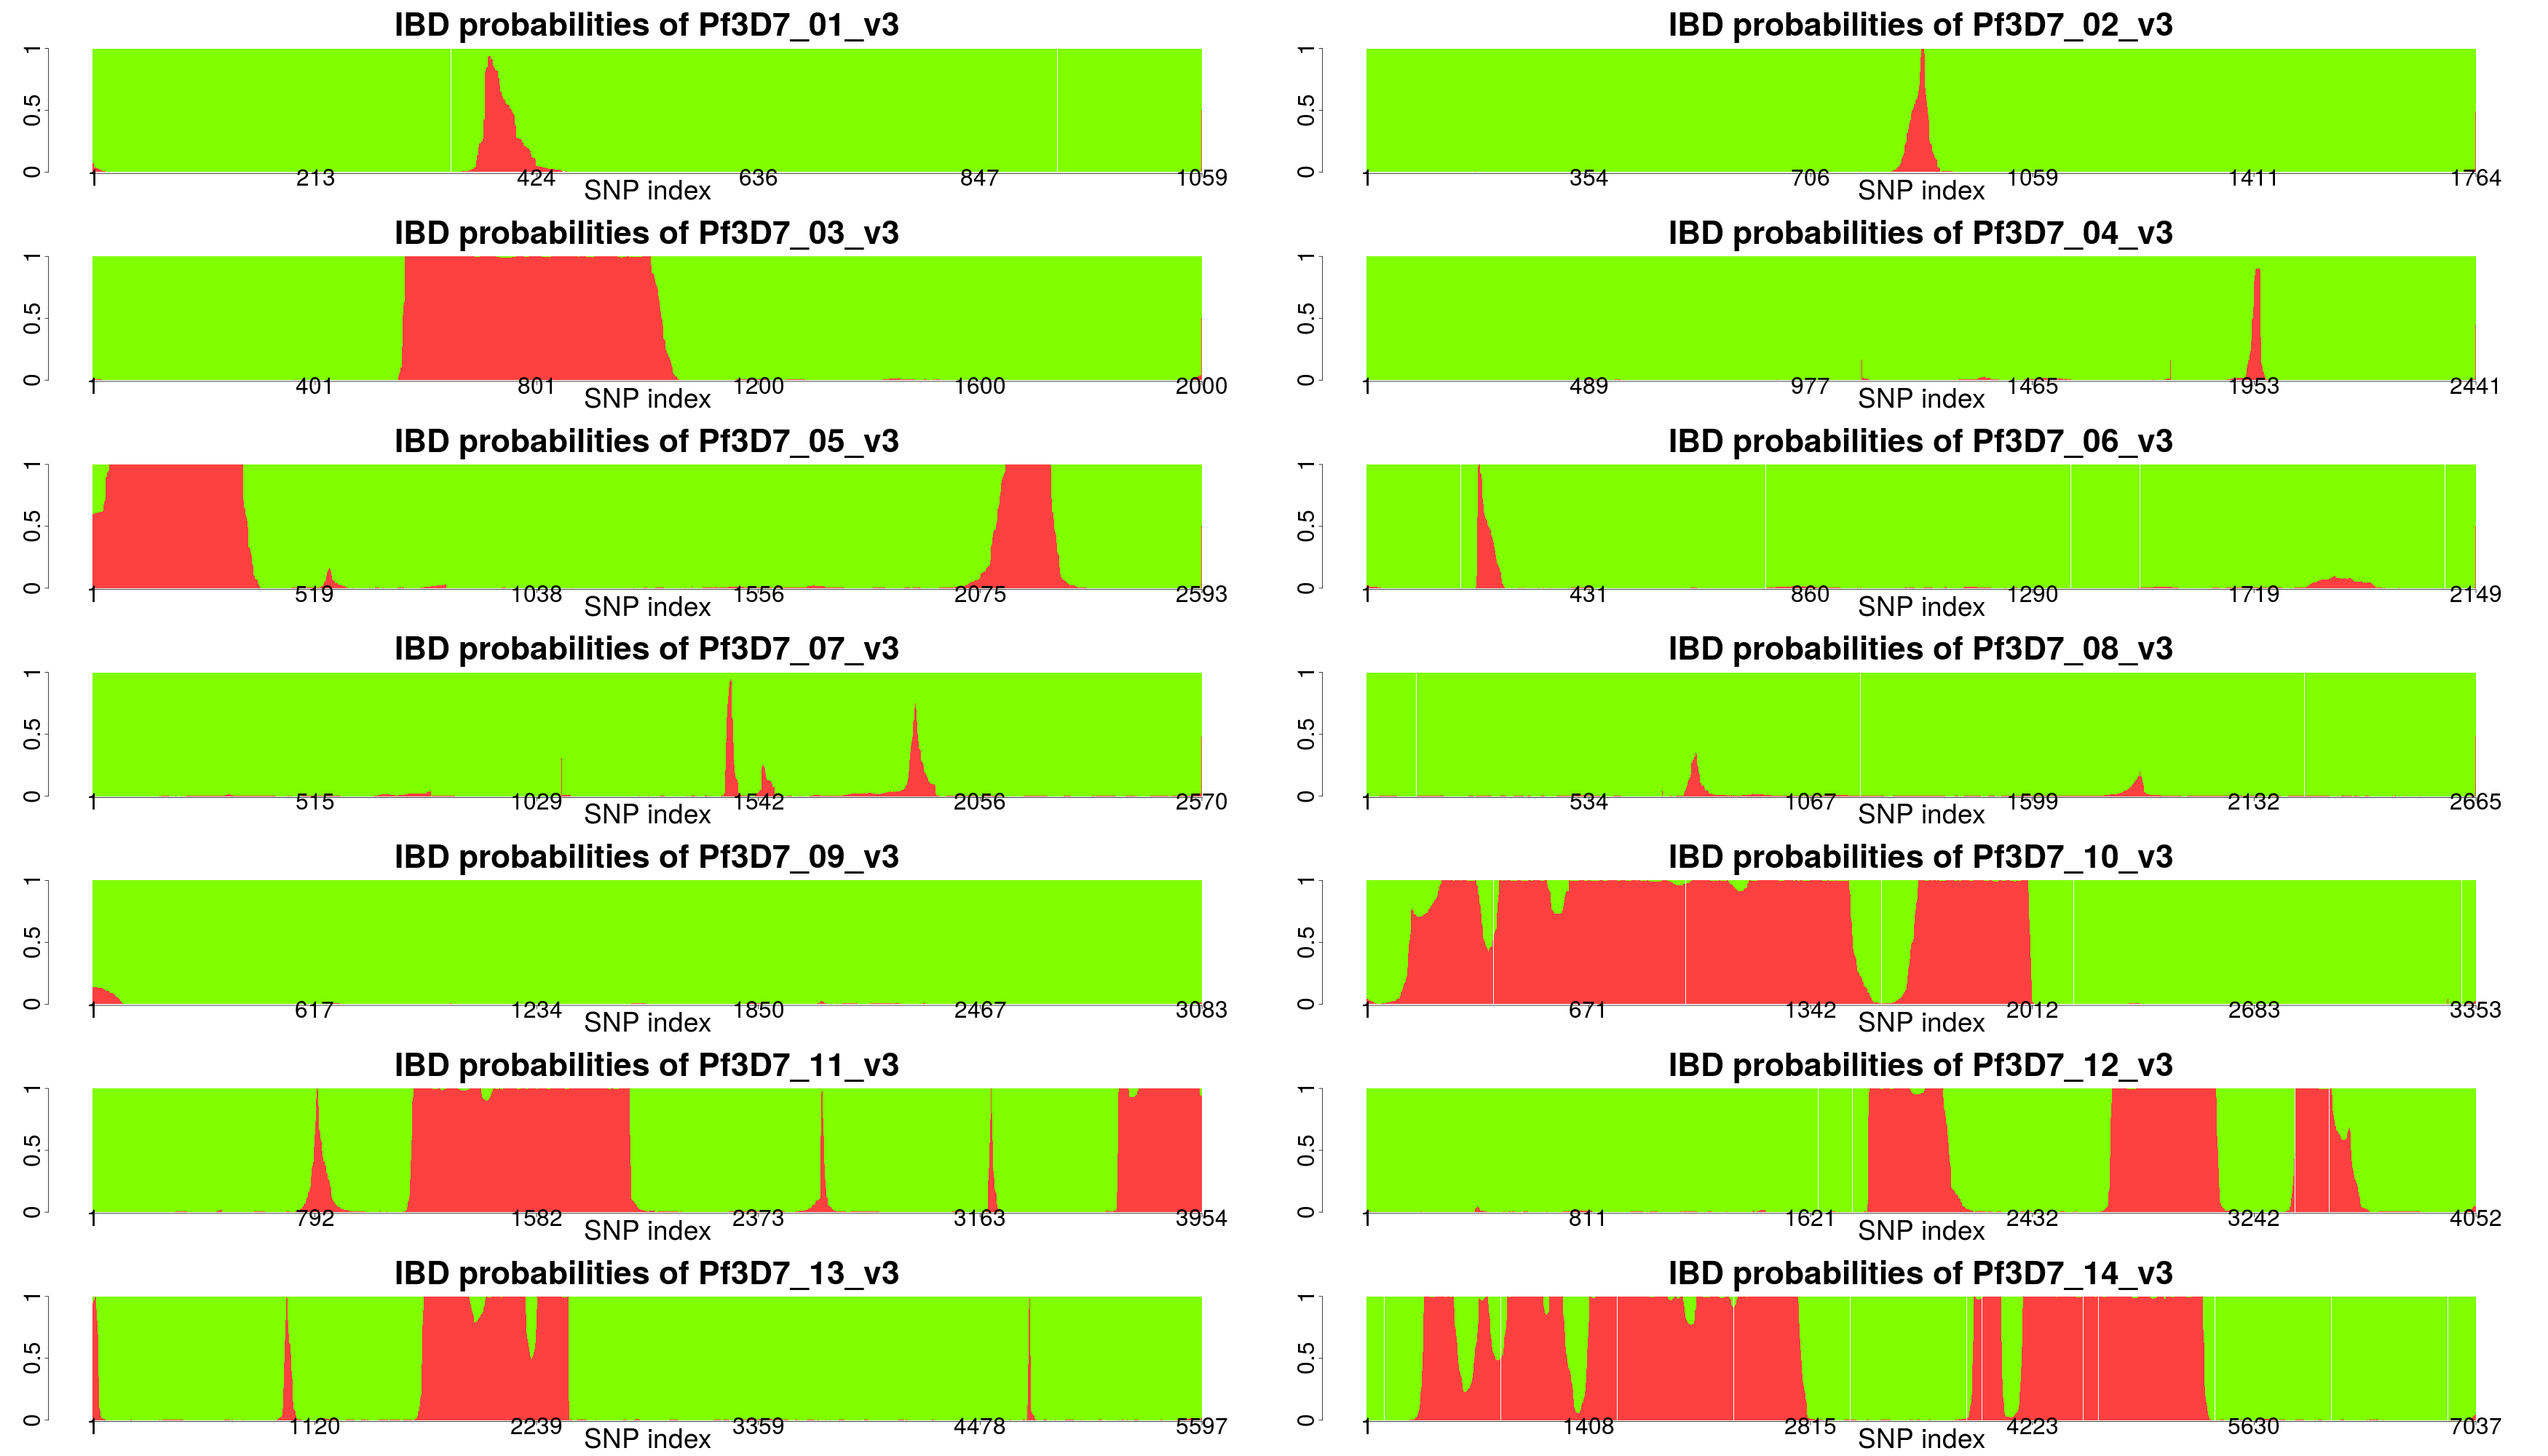 IBD probabilities of Pf3D7_01_v3
0 0.5 1
1 213 424 636 847 1059
SNP index
IBD probabilities of Pf3D7_02_v3
0 0.5 1
1 354 706 1059 1411 1764
SNP index
IBD probabilities of Pf3D7_03_v3
0 0.5 1
1 401 801 1200 1600 2000
SNP index
IBD probabilities of Pf3D7_04_v3
0 0.5 1
1 489 977 1465 1953 2441
SNP index
IBD probabilities of Pf3D7_05_v3
0 0.5 1
1 519 1038 1556 2075 2593
SNP index
IBD probabilities of Pf3D7_06_v3
0 0.5 1
1 431 860 1290 1719 2149
SNP index
IBD probabilities of Pf3D7_07_v3
0 0.5 1
1 515 1029 1542 2056 2570
SNP index
IBD probabilities of Pf3D7_08_v3
0 0.5 1
1 534 1067 1599 2132 2665
SNP index
IBD probabilities of Pf3D7_09_v3
0 0.5 1
1 617 1234 1850 2467 3083
SNP index
IBD probabilities of Pf3D7_10_v3
0 0.5 1
1 671 1342 2012 2683 3353
SNP index
IBD probabilities of Pf3D7_11_v3
0 0.5 1
1 792 1582 2373 3163 3954
SNP index
IBD probabilities of Pf3D7_12_v3
0 0.5 1
1 811 1621 2432 3242 4052
SNP index
IBD probabilities of Pf3D7_13_v3
0 0.5 1
1 1120 2239 3359 4478 5597
SNP index
IBD probabilities of Pf3D7_14_v3
0 0.5 1
1 1408 2815 4223 5630 7037
SNP index